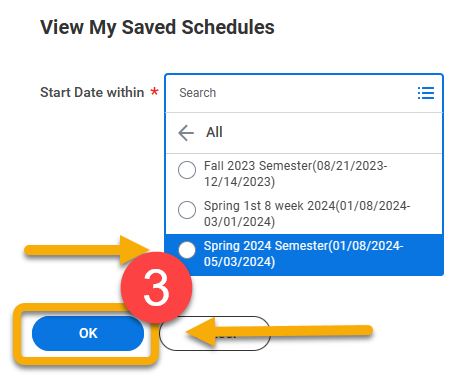 View My Saved Schedules
Start Date within *
Search
All
Fall 2023 Semester(08/21/2023-
12/14/2023)
Spring 1st 8 week 2024(01/08/2024-
03/01/2024)
Spring 2024 Semester(01/08/2024-
05/03/2024)
3
OK